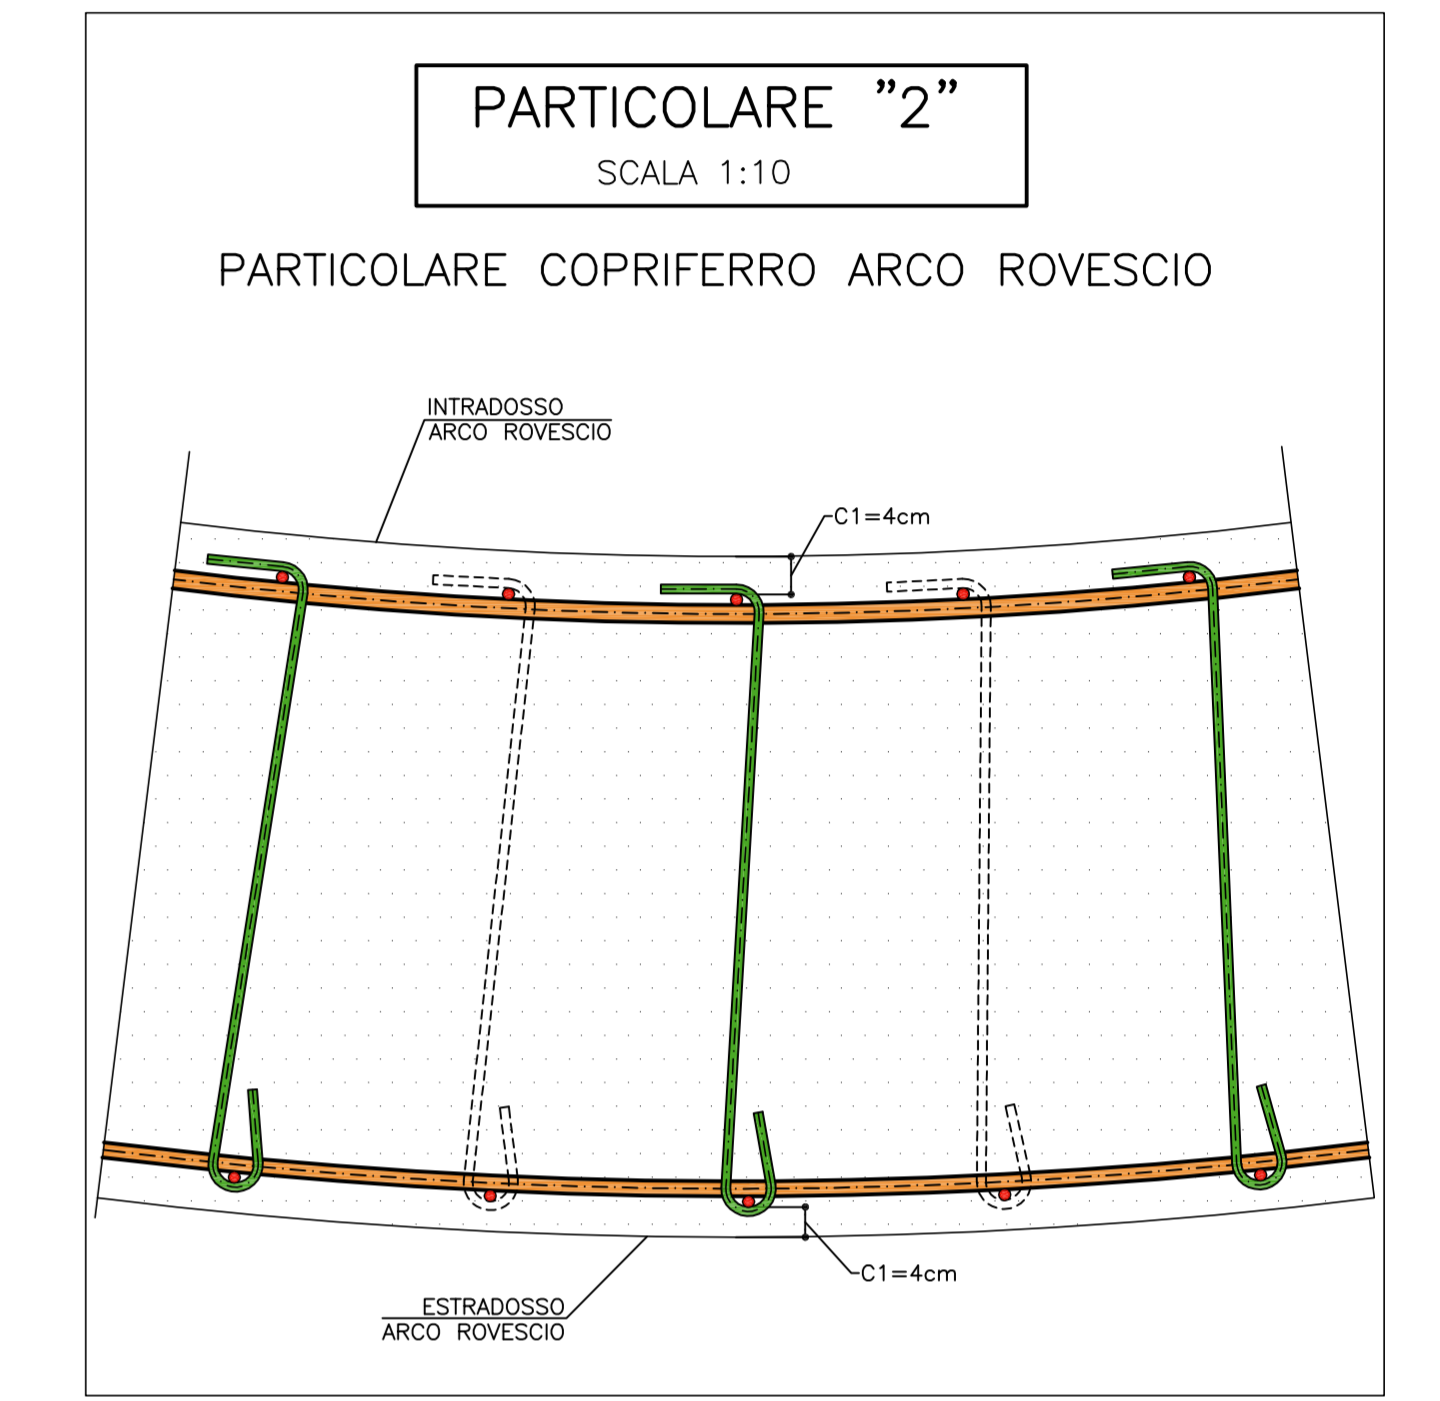 PARTICOLARE ”2”
SCALA 1:10
PARTICOLARE COPRIFERRO ARCO ROVESCIO
INTRADOSSO
ARCO ROVESCIO
C1=4cm
C1=4cm
ESTRADOSSO
ARCO ROVESCIO